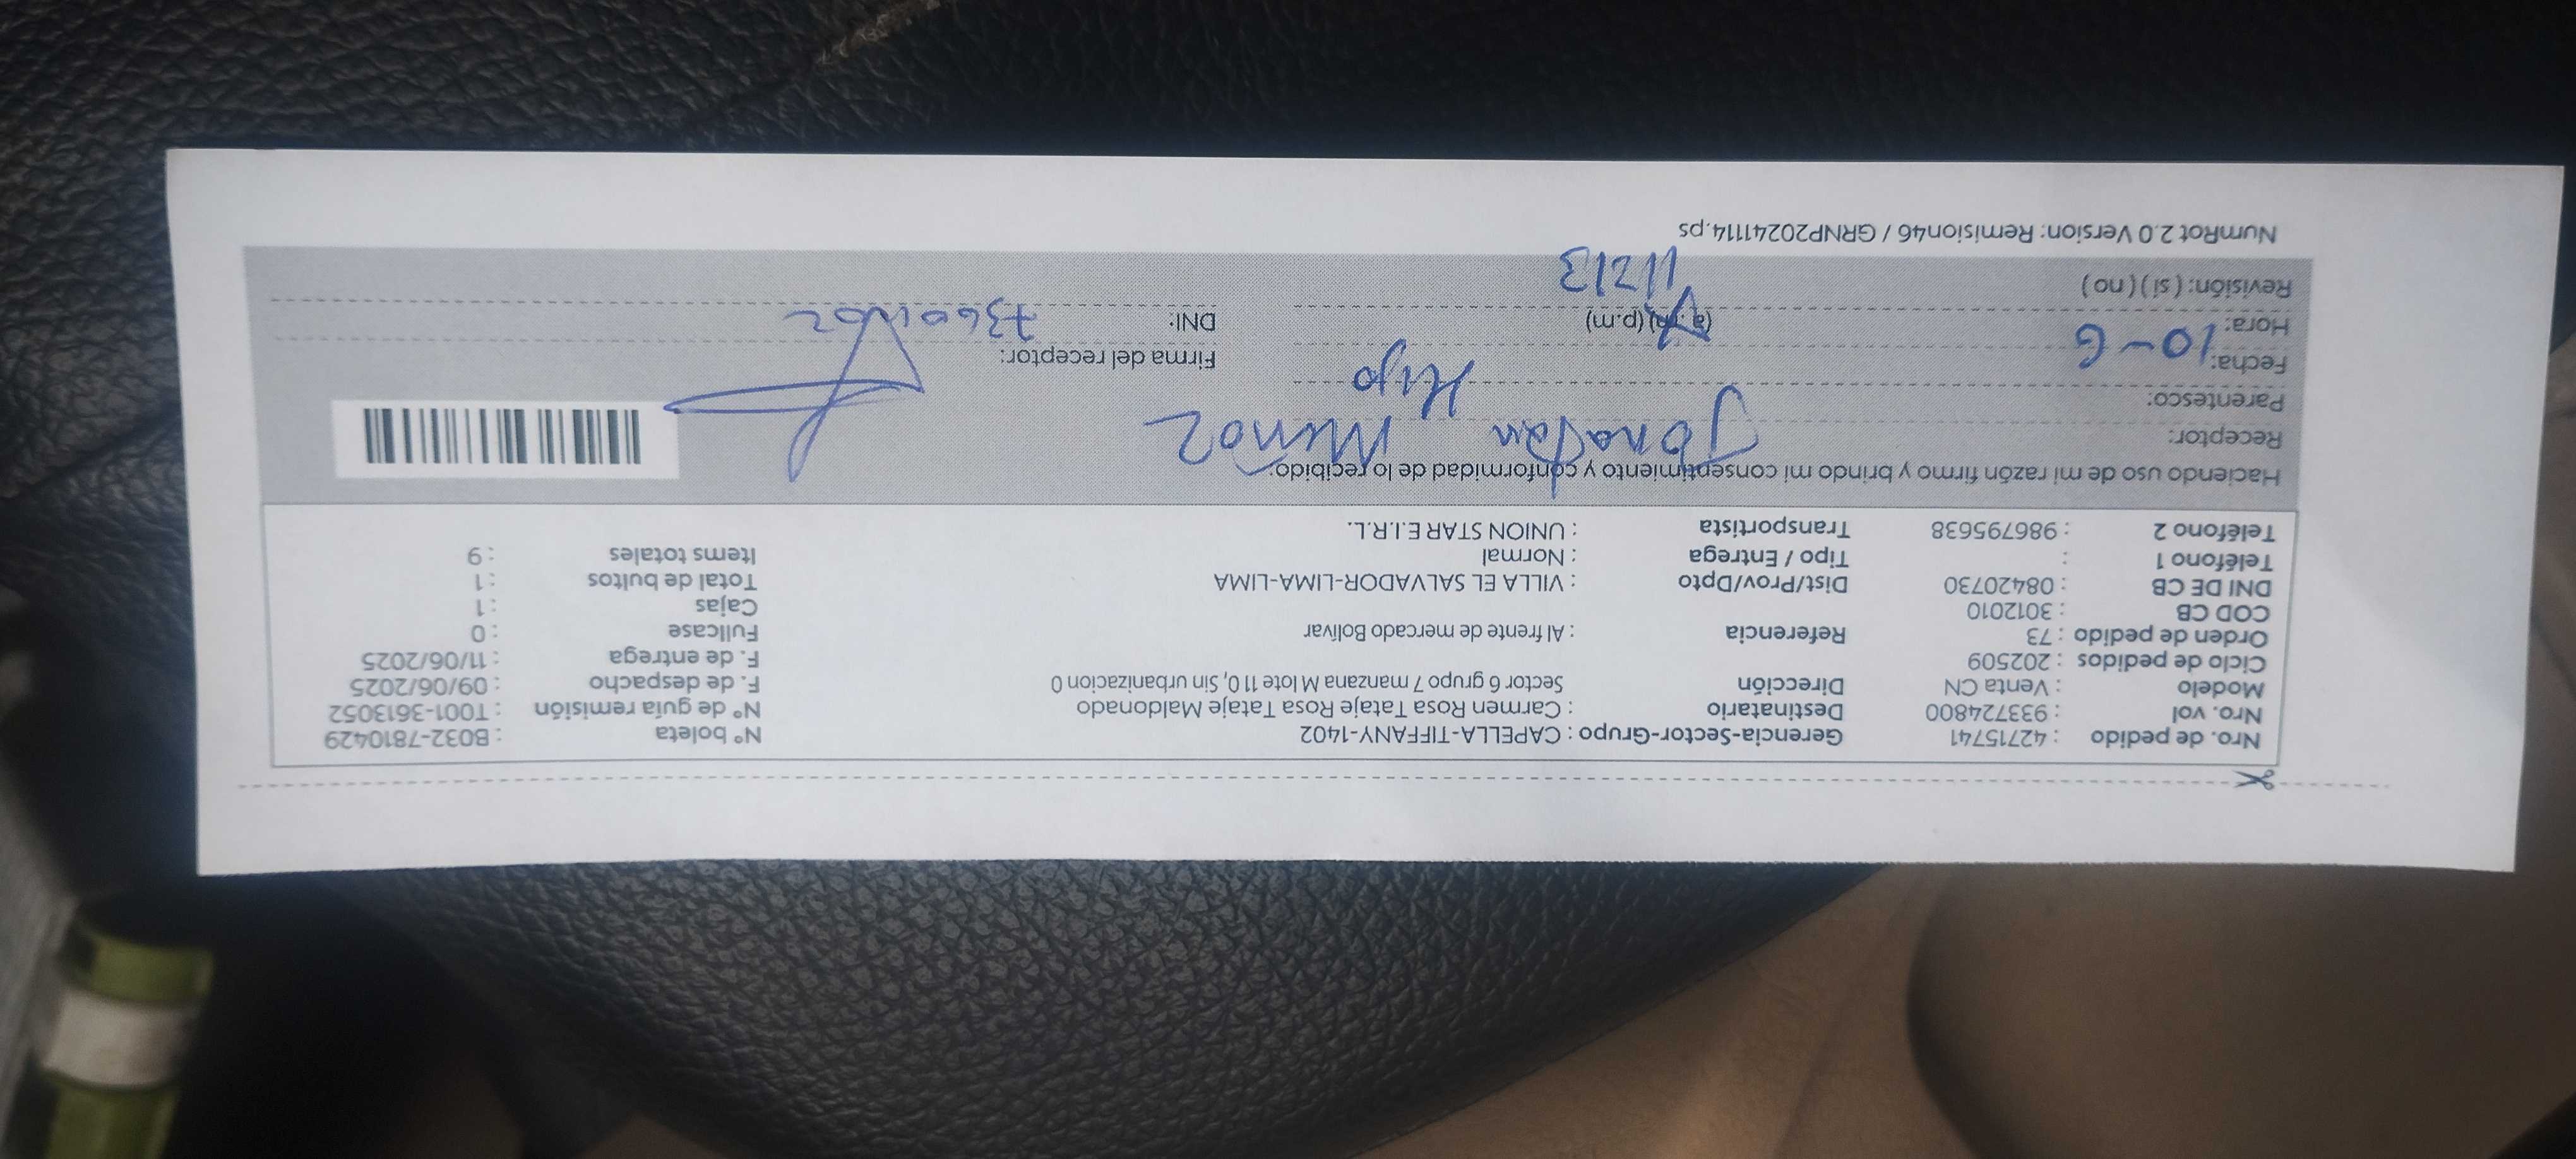 Nro. de pedido : 42715741 Gerencia-Sector-Grupo : CAPELLA-TIFFANY-1402 N° boleta : B032-7810429
Nro. vol : 933724800 Destinatario : Carmen Rosa Tataje Rosa Tataje Maldonado N° de guía remisión : T001-3613052
Modelo : Venta CN Dirección Sector 6 grupo 7 manzana M lote 11 0, Sin urbanizacion 0 F. de despacho : 09/06/2025
Ciclo de pedidos : 202509 F. de entrega : 11/06/2025
Orden de pedido : 73 Referencia : Al frente de mercado Bolívar Fullcase : 0
COD CB : 3012010 Cajas : 1
DNI DE CB : 08420730 Dist/Prov/Dpto : VILLA EL SALVADOR-LIMA-LIMA Total de bultos : 1
Teléfono 1 : Tipo / Entrega : Normal Items totales : 9
Teléfono 2 : 986795638 Transportista : UNION STAR E.I.R.L.
Haciendo uso de mi razón firmo y brindo mi consentimiento y conformidad de lo recibido:
Receptor: Jonatan Muñoz
Parentesco: Hijo
Fecha: 10-6 Firma del receptor:
Hora: (a.m) (p.m) DNI:
Revisión: ( si ) ( no )
NumRot 2.0 Version: Remision46 / GRNP20241114.ps